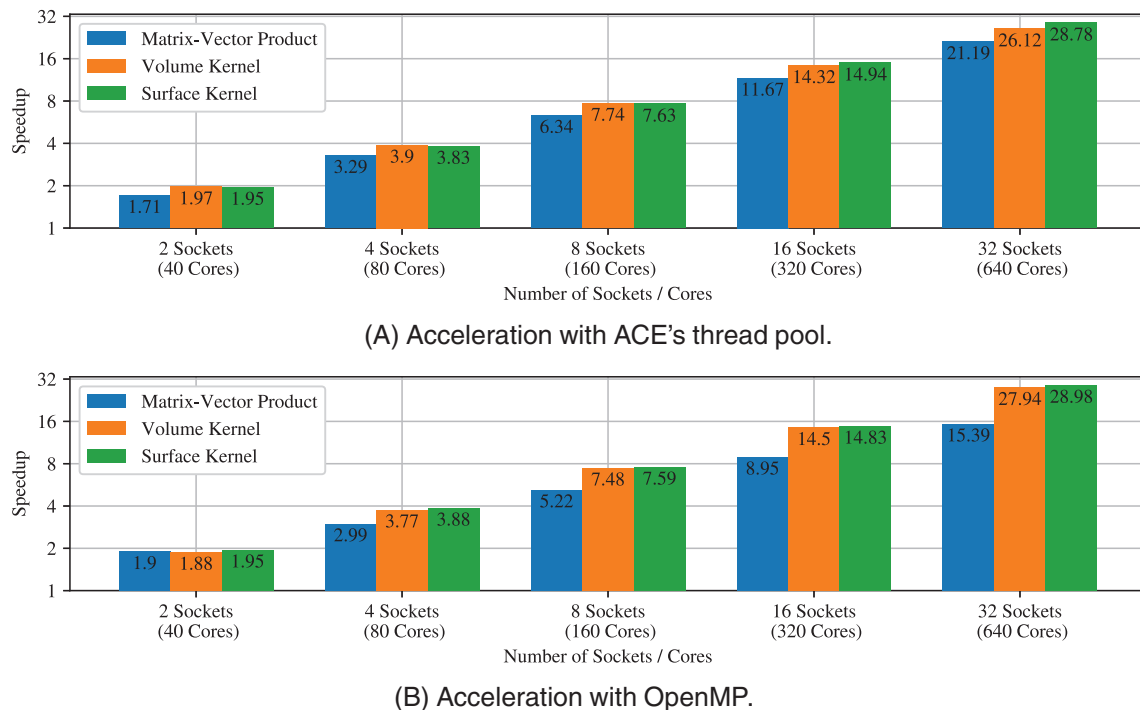 32
16
8
4
2
1
Speedup
Matrix-Vector Product
Volume Kernel
Surface Kernel
1.71 1.97 1.95
3.29 3.9 3.83
6.34 7.74 7.63
11.67 14.32 14.94
21.19 26.12 28.78
2 Sockets 4 Sockets 8 Sockets 16 Sockets 32 Sockets
(40 Cores) (80 Cores) (160 Cores) (320 Cores) (640 Cores)
Number of Sockets / Cores
(A) Acceleration with ACE's thread pool.
32
16
8
4
2
1
Speedup
Matrix-Vector Product
Volume Kernel
Surface Kernel
1.9 1.88 1.95
2.99 3.77 3.88
5.22 7.48 7.59
8.95 14.5 14.83
15.39 27.94 28.98
2 Sockets 4 Sockets 8 Sockets 16 Sockets 32 Sockets
(40 Cores) (80 Cores) (160 Cores) (320 Cores) (640 Cores)
Number of Sockets / Cores
(B) Acceleration with OpenMP.